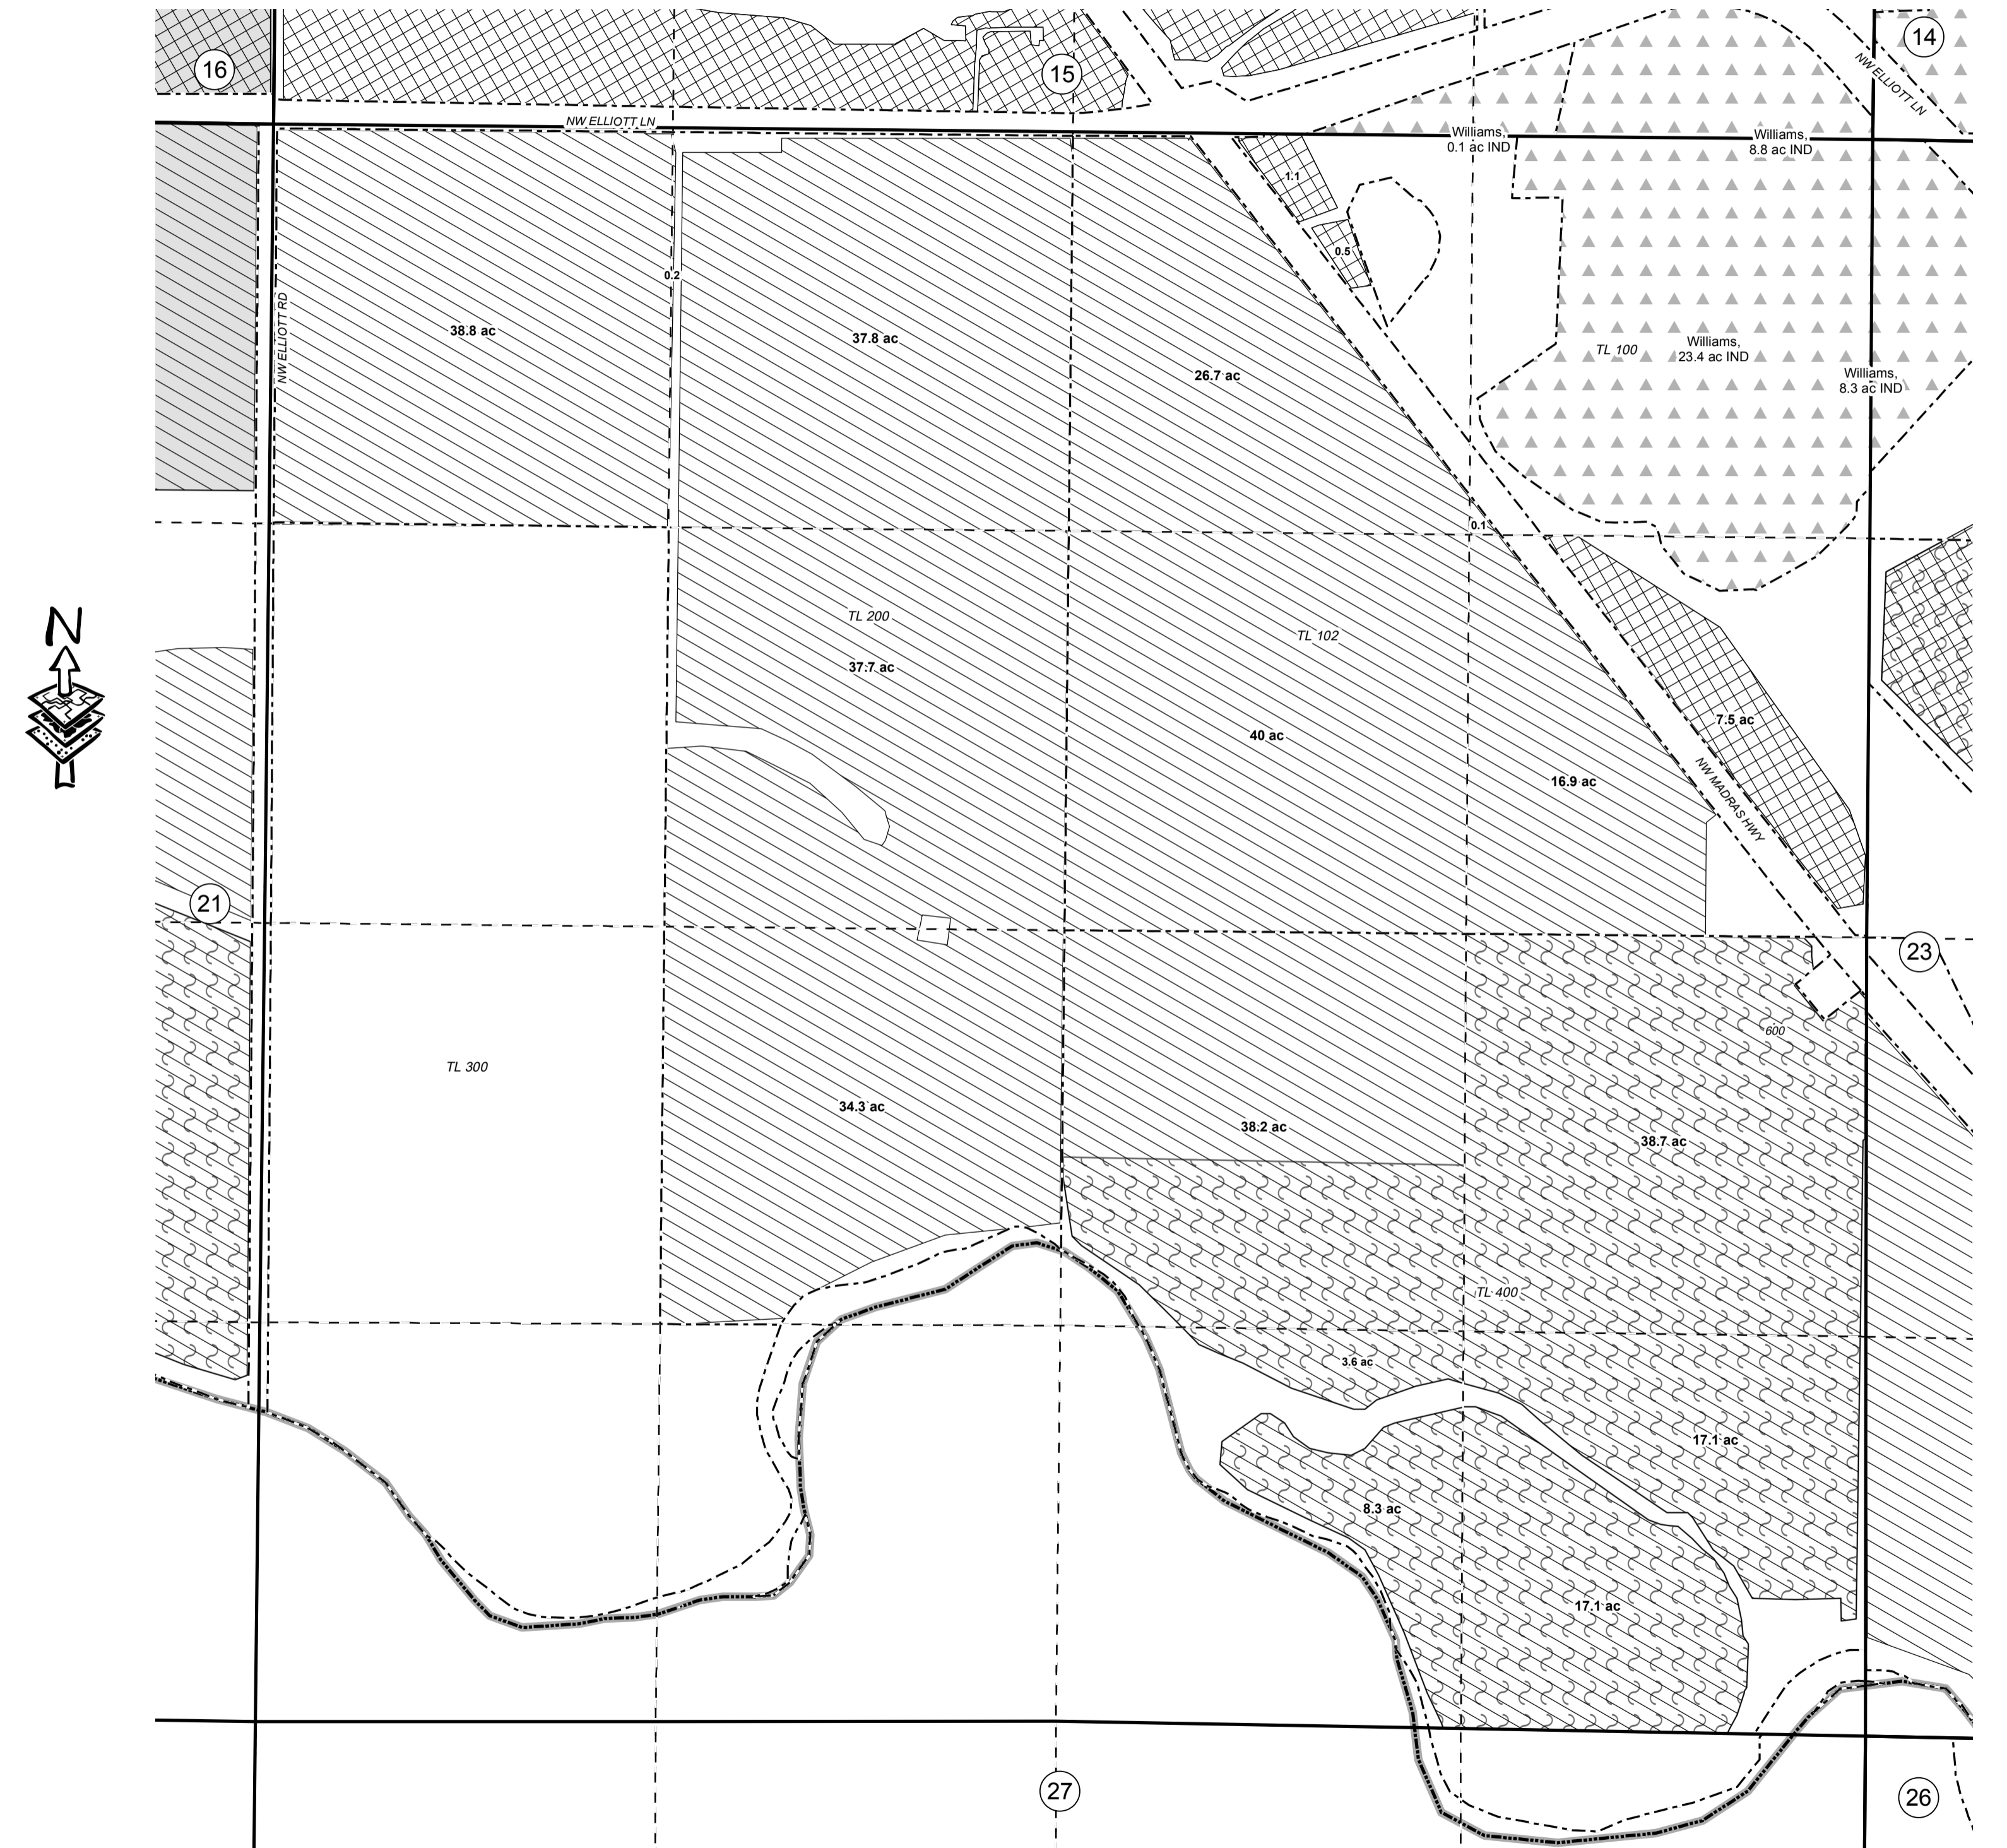 16
15
14
NW ELLIOTT LN
NW ELLIOTT LN
Williams,
0.1 ac IND
Williams,
8.8 ac IND
1.1
0.5
0.2
NW ELLIOTT RD
38.8 ac
37.8 ac
26.7 ac
TL 100
Williams,
23.4 ac IND
Williams,
8.3 ac IND
0.1
N
TL 200
TL 102
37.7 ac
40 ac
7.5 ac
16.9 ac
NW MADRAS HWY
21
23
600
TL 300
34.3 ac
38.2 ac
38.7 ac
TL 400
3.6 ac
17.1 ac
8.3 ac
17.1 ac
27
26